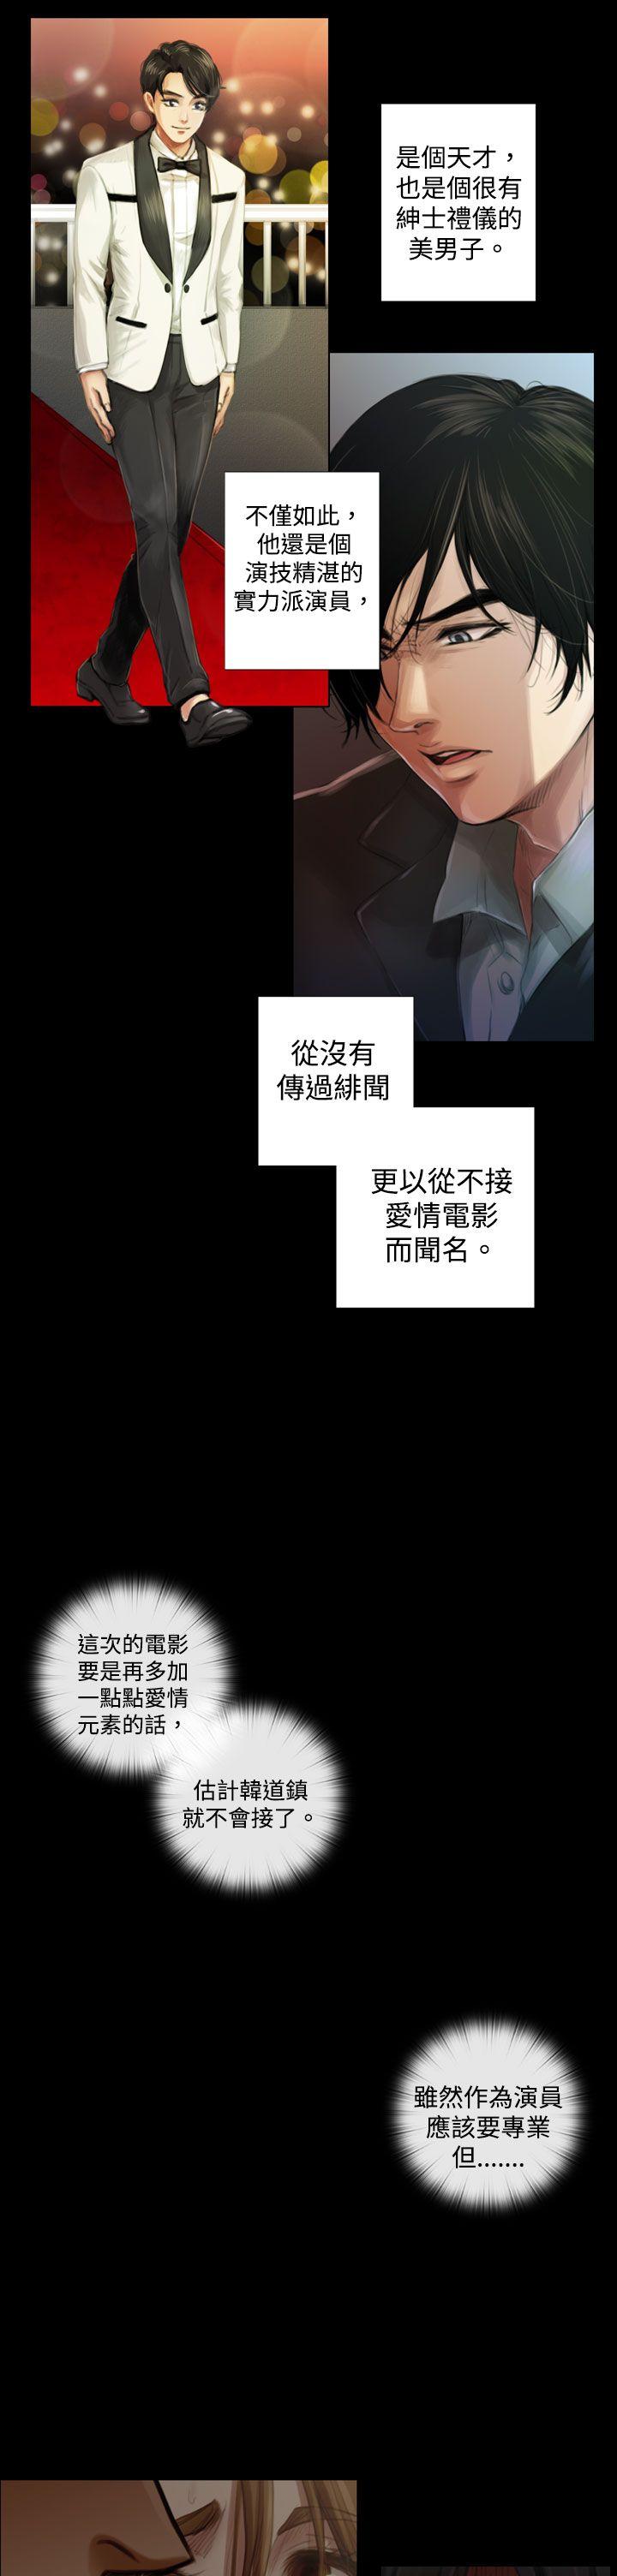 是個天才，
也是個很有
紳士禮儀的
美男子。
不僅如此，
他還是個
演技精湛的
實力派演員，
從沒有
傳過緋聞
更以從不接
愛情電影
而聞名。
這次的電影
要是再多加
一點點愛情
元素的話，
估計韓道鎮
就不會接了。
雖然作為演員
應該要專業
但.......